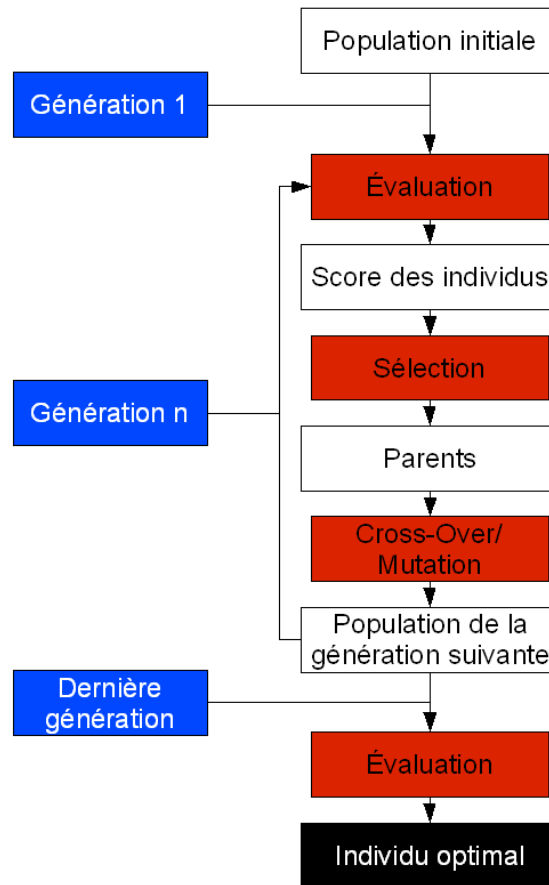 Population initiale
Génération 1
Évaluation
Score des individus
Sélection
Génération n
Parents
Cross-Over/
Mutation
Population de la
génération suivante
Dernière
génération
Évaluation
Individu optimal